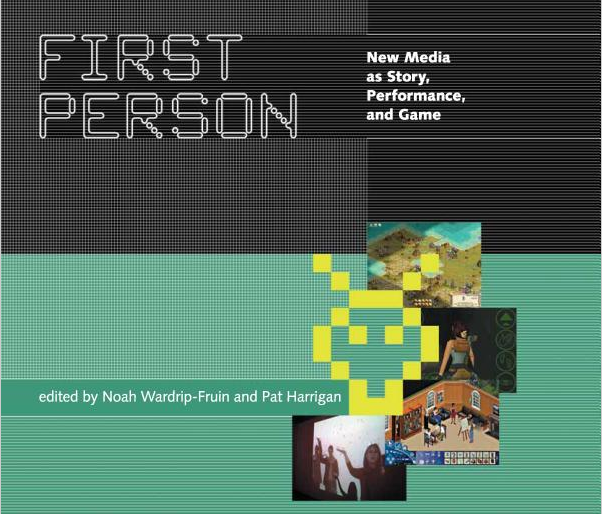 FIRST
PERSON
New Media
as Story,
Performance,
and Game
edited by Noah Wardrip-Fruin and Pat Harrigan